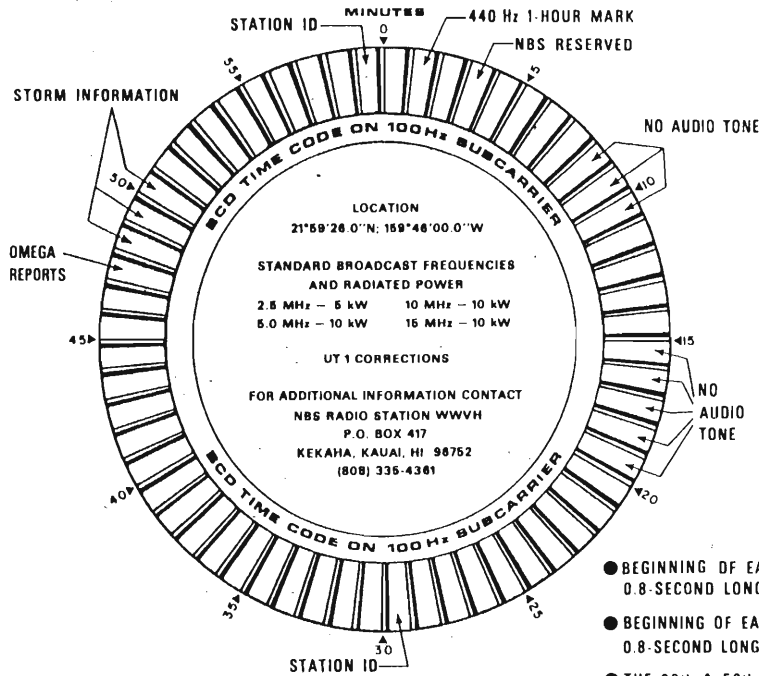 MINUTES
STATION ID
0
440 Hz 1-HOUR MARK
NBS RESERVED
55
5
STORM INFORMATION
NO AUDIO TONE
BCD TIME CODE ON 100 Hz SUBCARRIER
50
10
LOCATION
21°59'26.0"N; 159°46'00.0"W
OMEGA
REPORTS
STANDARD BROADCAST FREQUENCIES
AND RADIATED POWER
2.5 MHz – 5 kW 10 MHz – 10 kW
5.0 MHz – 10 kW 15 MHz – 10 kW
45
15
UT 1 CORRECTIONS
NO
AUDIO
TONE
FOR ADDITIONAL INFORMATION CONTACT
NBS RADIO STATION WWVH
P.O. BOX 417
KEKAHA, KAUAI, HI 96752
(808) 335-4361
BCD TIME CODE ON 100 Hz SUBCARRIER
40
20
35
25
30
STATION ID
● BEGINNING OF EA
0.8-SECOND LONG
● BEGINNING OF EA
0.8-SECOND LONG